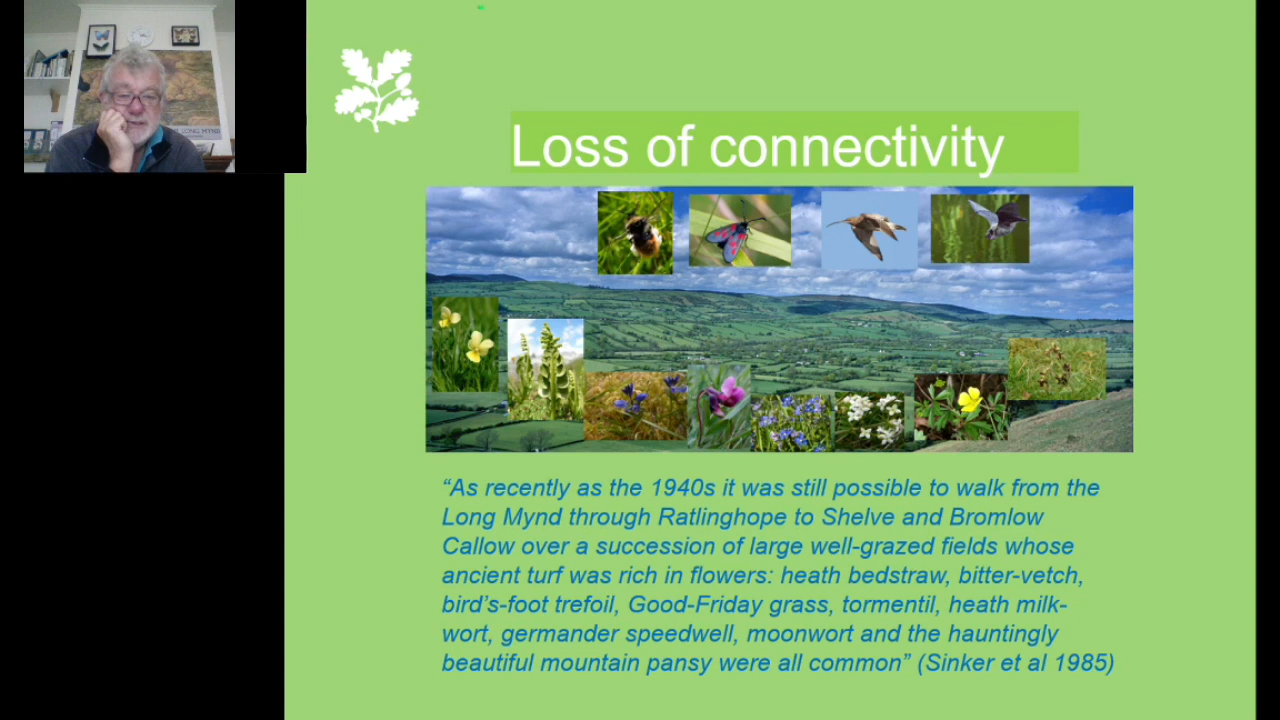 Loss of connectivity
“As recently as the 1940s it was still possible to walk from the
Long Mynd through Ratlinghope to Shelve and Bromlow
Callow over a succession of large well-grazed fields whose
ancient turf was rich in flowers: heath bedstraw, bitter-vetch,
bird’s-foot trefoil, Good-Friday grass, tormentil, heath milk-
wort, germander speedwell, moonwort and the hauntingly
beautiful mountain pansy were all common” (Sinker et al 1985)
LONG MYND